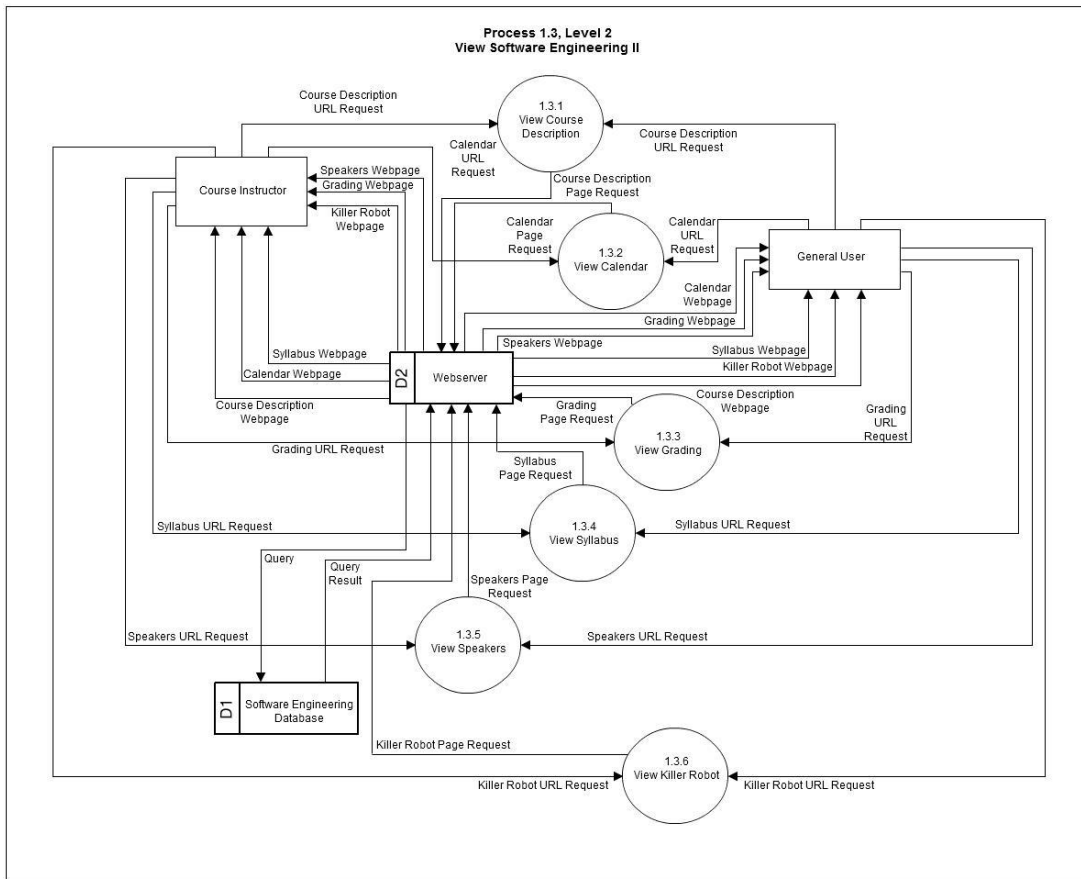 Process 1.3, Level 2
View Software Engineering II
1.3.1
View Course
Description
Course Description
URL Request
Calendar
URL
Request
Course Description
URL Request
Speakers Webpage
Grading Webpage
Killer Robot
Webpage
Course Instructor
Course Description
Page Request
Calendar
Page
Request
1.3.2
View Calendar
Calendar
URL
Request
General User
Calendar
Webpage
Grading Webpage
Speakers Webpage
Syllabus Webpage
Killer Robot Webpage
Syllabus Webpage
Calendar Webpage
Course Description
Webpage
D2
Webserver
Grading
Page Request
Course Description
Webpage
Grading
URL
Request
1.3.3
View Grading
Grading URL Request
Syllabus
Page Request
Syllabus URL Request
1.3.4
View Syllabus
Syllabus URL Request
Query
Query
Result
Speakers Page
Request
Speakers URL Request
1.3.5
View Speakers
Speakers URL Request
D1
Software Engineering
Database
Killer Robot Page Request
1.3.6
View Killer Robot
Killer Robot URL Request
Killer Robot URL Request